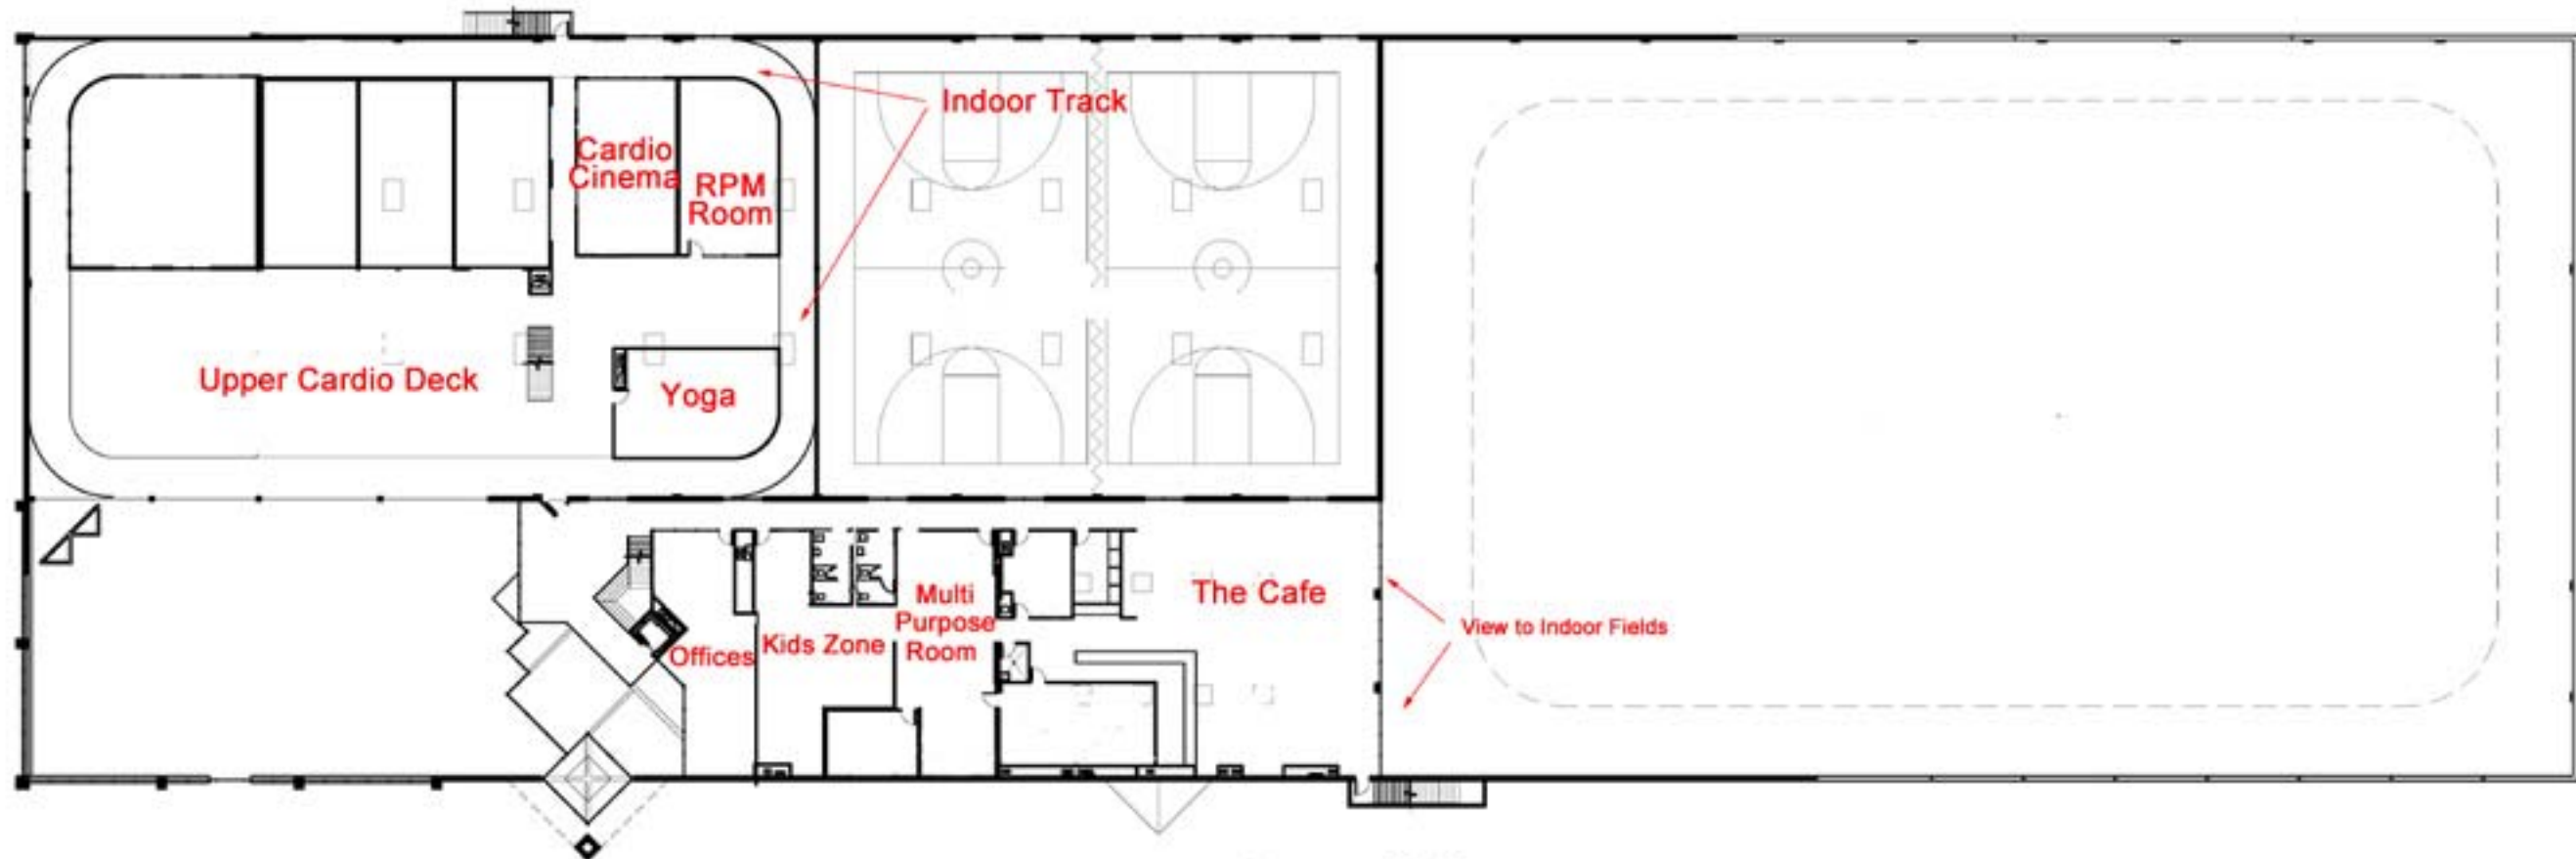 Indoor Track
Cardio
Cinema
RPM
Room
Upper Cardio Deck
Yoga
The Cafe
Multi
Purpose
Room
View to Indoor Fields
Kids Zone
Offices